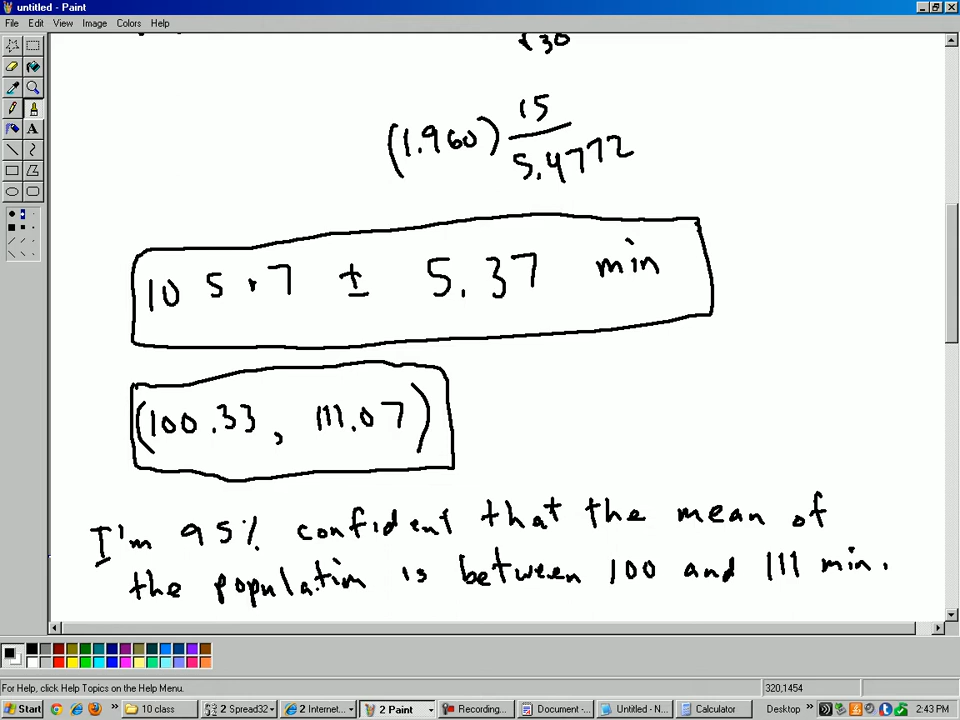 untitled - Paint
File Edit View Image Colors Help
√30
(1.960) 15
5.4772
105.7 ± 5.37 min
(100.33, 111.07)
I'm 95% confident that the mean of
the population is between 100 and 111 min.
For Help, click Help Topics on the Help Menu.
320,1454
Start
10 class
2 Spread32
2 Internet...
2 Paint
Recording...
Document -...
Untitled - N...
Calculator
Desktop
2:43 PM